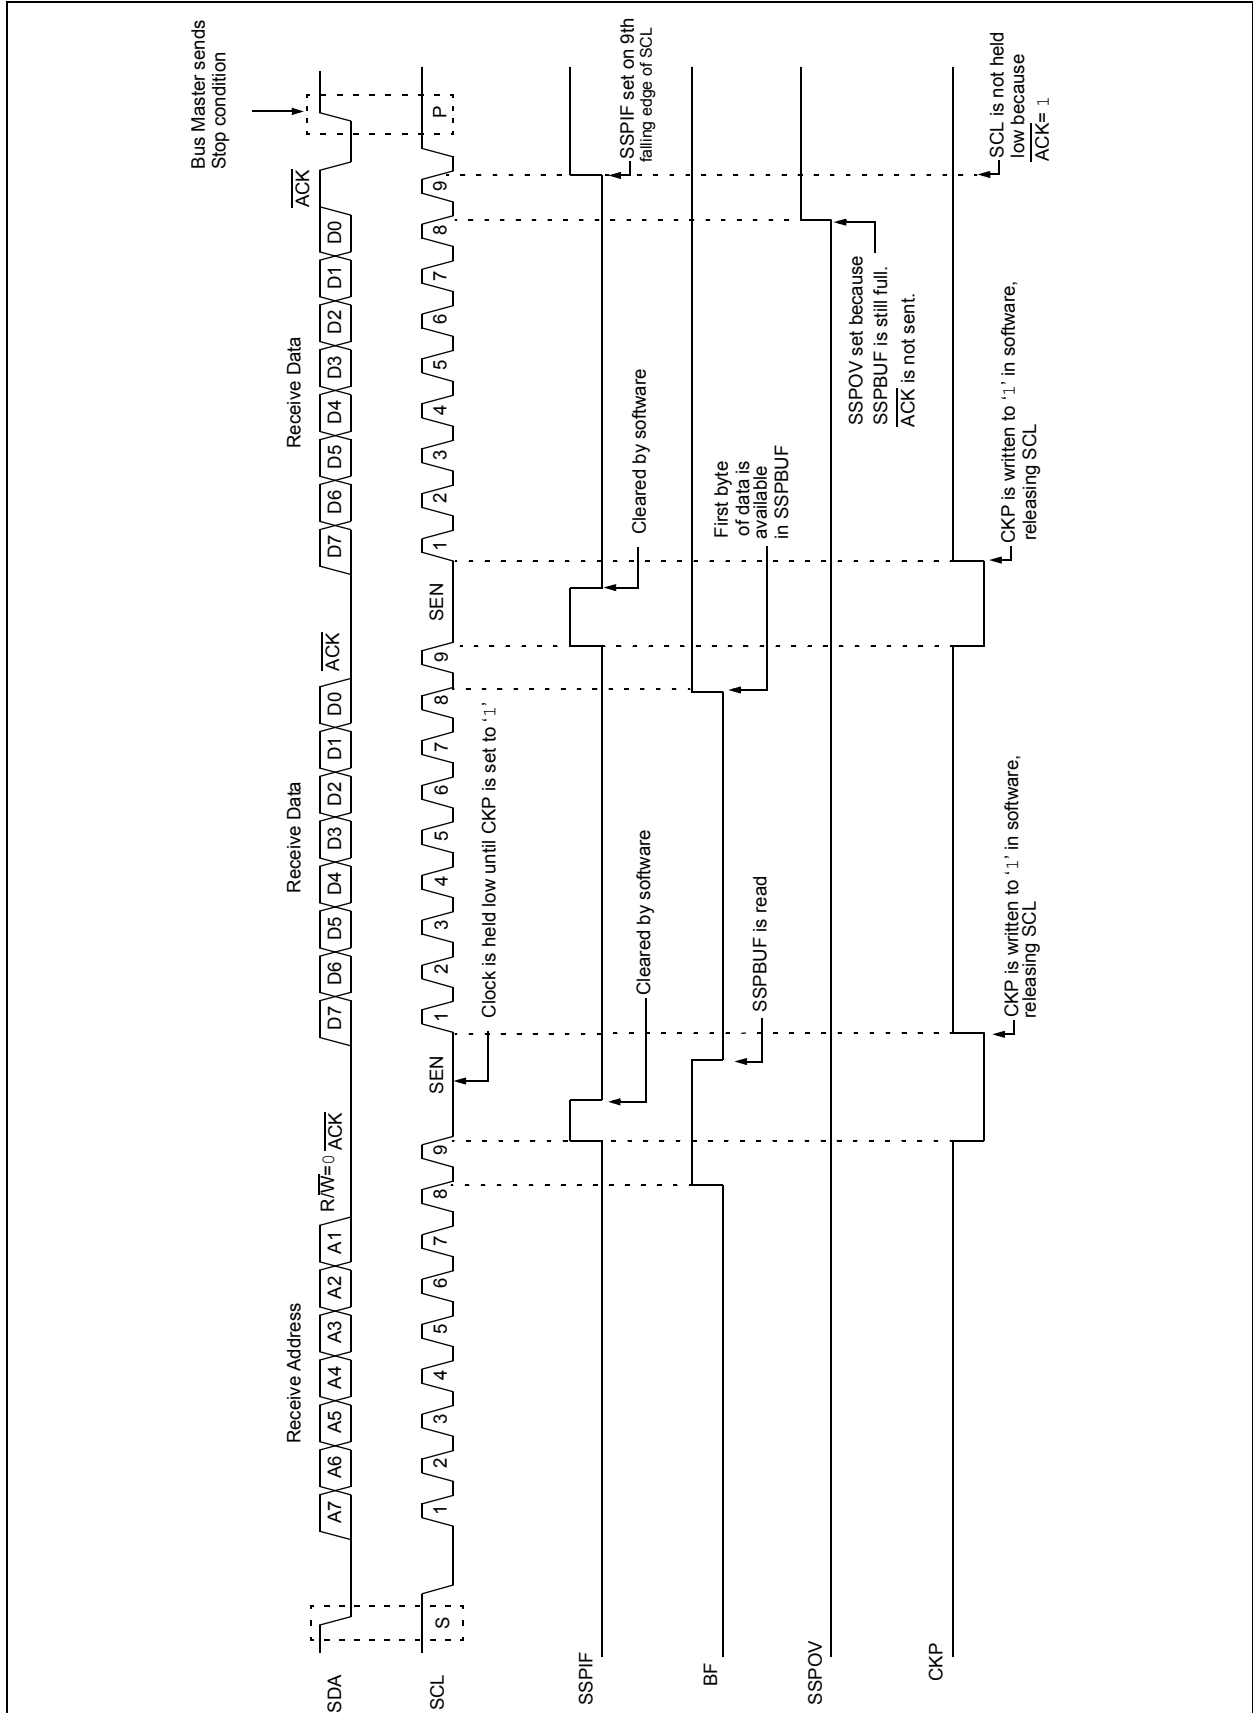 Bus Master sends
Stop condition
Receive Address
Receive Data
Receive Data
SDA
A7 A6 A5 A4 A3 A2 A1 R/W=0 ACK D7 D6 D5 D4 D3 D2 D1 D0 ACK D7 D6 D5 D4 D3 D2 D1 D0 ACK
SCL
S 1 2 3 4 5 6 7 8 9 SEN 1 2 3 4 5 6 7 8 9 SEN 1 2 3 4 5 6 7 8 9 P
Clock is held low until CKP is set to ‘1’
SSPIF
Cleared by software
Cleared by software
SSPIF set on 9th
falling edge of SCL
BF
SSPBUF is read
First byte
of data is
available
in SSPBUF
SSPOV
SSPOV set because
SSPBUF is still full.
ACK is not sent.
CKP
CKP is written to ‘1’ in software,
releasing SCL
CKP is written to ‘1’ in software,
releasing SCL
SCL is not held
low because
ACK= 1